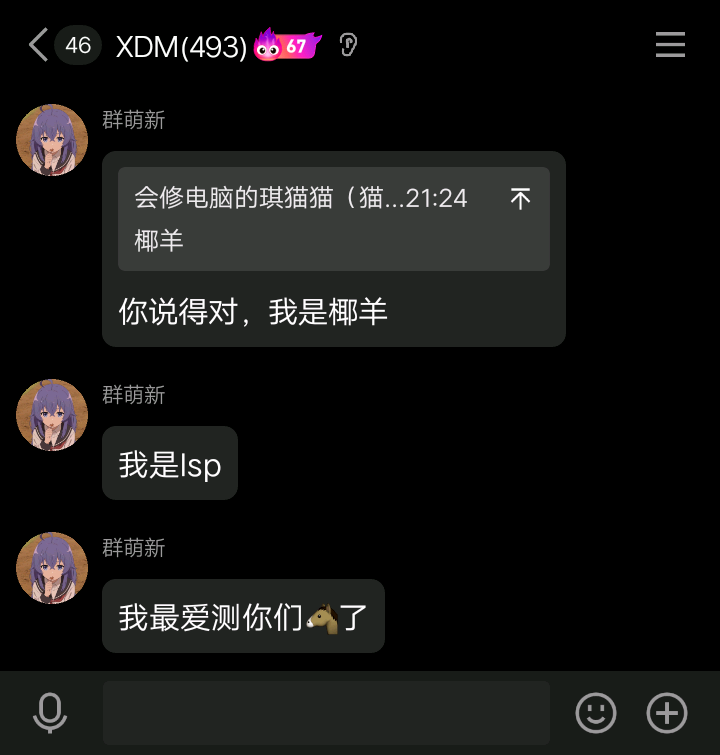 46 XDM(493) 67
群萌新
会修电脑的琪猫猫（猫...21:24
椰羊
你说得对，我是椰羊
群萌新
我是lsp
群萌新
我最爱测你们🐴了